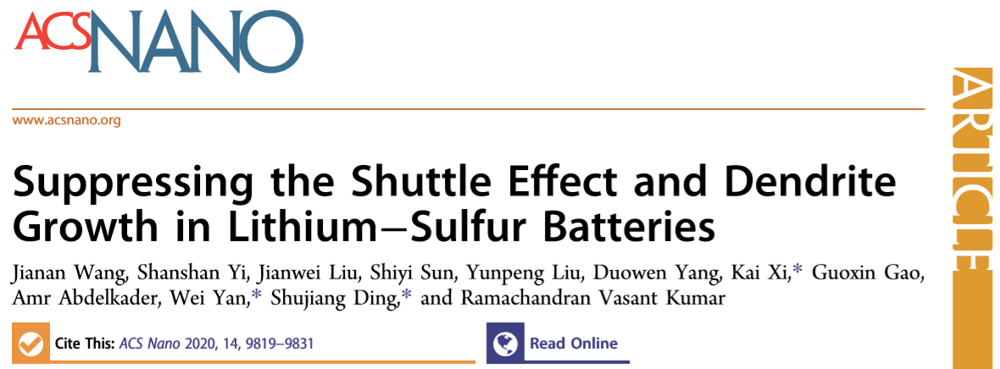 ACSNANO
www.acsnano.org
ARTICLE
Suppressing the Shuttle Effect and Dendrite
Growth in Lithium−Sulfur Batteries
Jianan Wang, Shanshan Yi, Jianwei Liu, Shiyi Sun, Yunpeng Liu, Duowen Yang, Kai Xi,* Guoxin Gao,
Amr Abdelkader, Wei Yan,* Shujiang Ding,* and Ramachandran Vasant Kumar
Cite This: ACS Nano 2020, 14, 9819−9831
Read Online